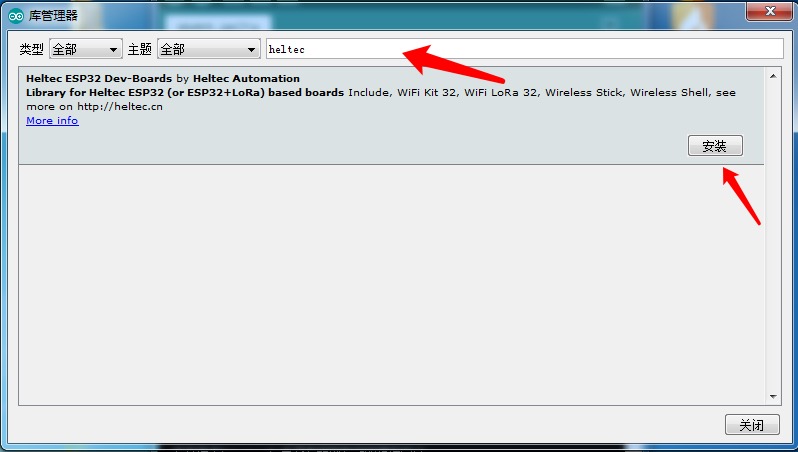 库管理器
类型 全部 主题 全部 heltec
Heltec ESP32 Dev-Boards by Heltec Automation
Library for Heltec ESP32 (or ESP32+LoRa) based boards Include, WiFi Kit 32, WiFi LoRa 32, Wireless Stick, Wireless Shell, see
more on http://heltec.cn
More info
安装
关闭